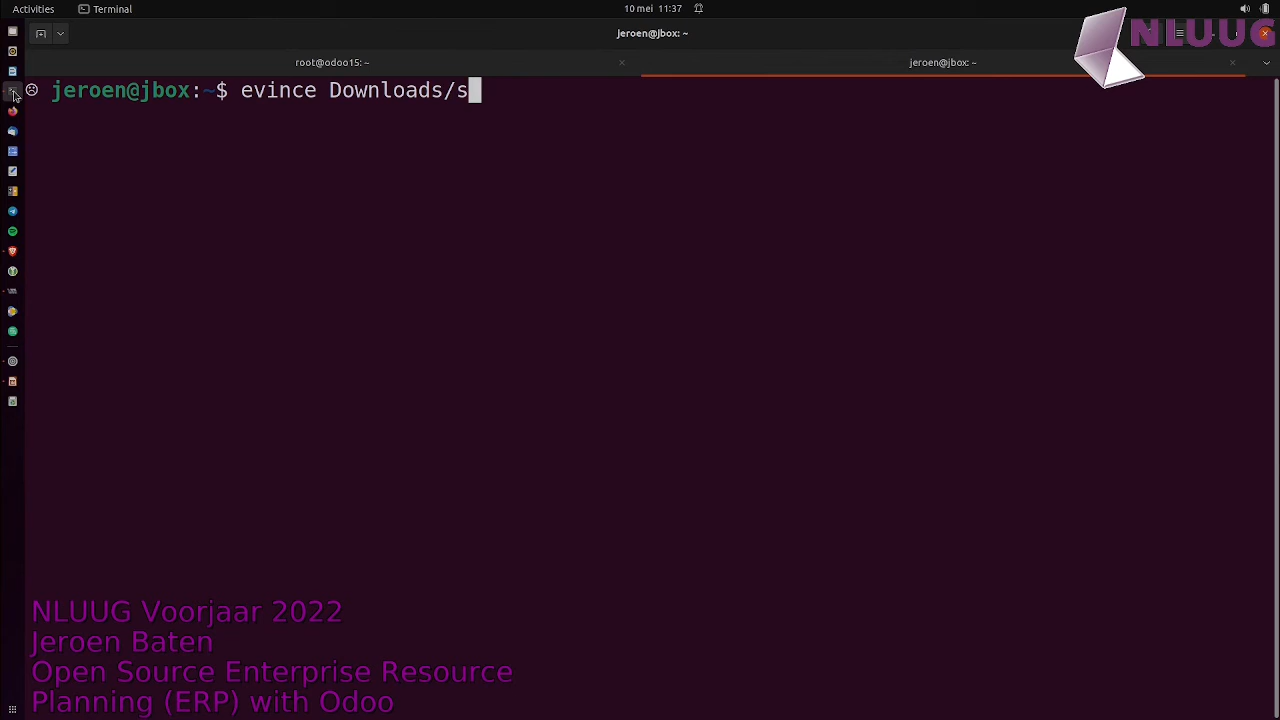 Activities
Terminal
10 mei 11:37
jeroen@jbox: ~
NLUUG
root@odoo15: ~
jeroen@jbox: ~
jeroen@jbox:~$ evince Downloads/s
NLUUG Voorjaar 2022
Jeroen Baten
Open Source Enterprise Resource
Planning (ERP) with Odoo